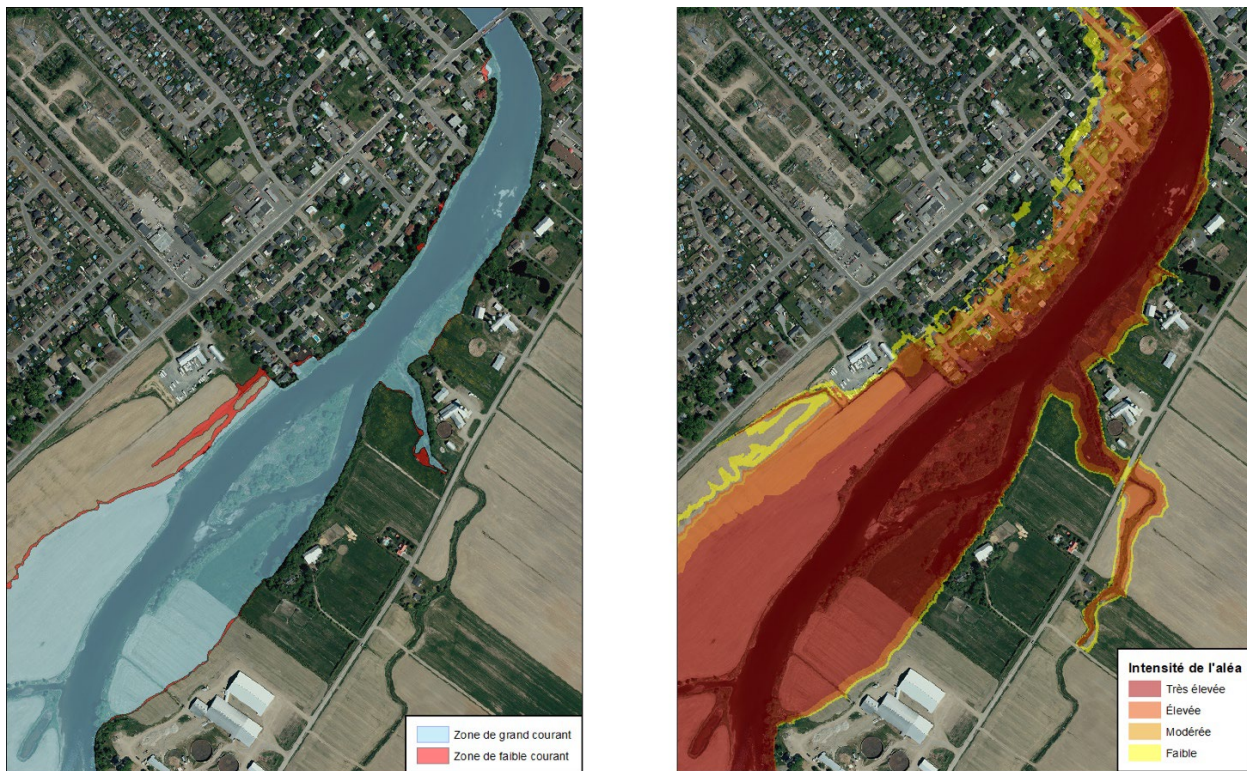 Zone de grand courant
Zone de faible courant
Intensité de l'aléa
Très élevée
Élevée
Modérée
Faible